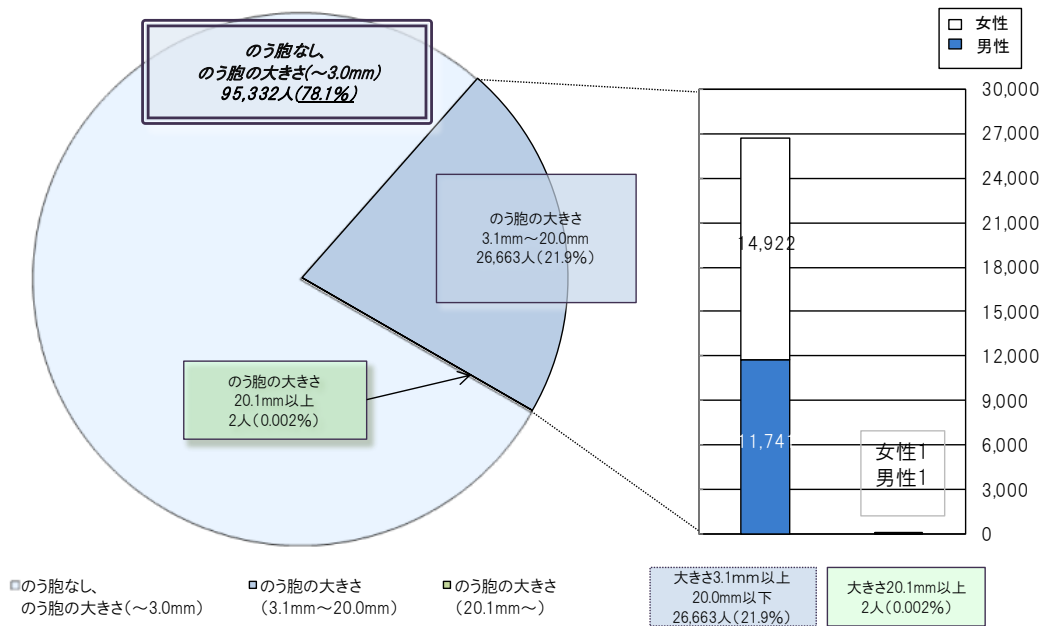 のう胞なし、
のう胞の大きさ(～3.0mm)
95,332人(78.1%)
のう胞の大きさ
3.1mm～20.0mm
26,663人(21.9%)
のう胞の大きさ
20.1mm以上
2人(0.002%)
女性
男性
30,000
27,000
24,000
21,000
18,000
15,000
12,000
9,000
6,000
3,000
0
14,922
11,741
女性1
男性1
のう胞なし、
のう胞の大きさ(～3.0mm)
のう胞の大きさ
(3.1mm～20.0mm)
のう胞の大きさ
(20.1mm～)
大きさ3.1mm以上
20.0mm以下
26,663人(21.9%)
大きさ20.1mm以上
2人(0.002%)